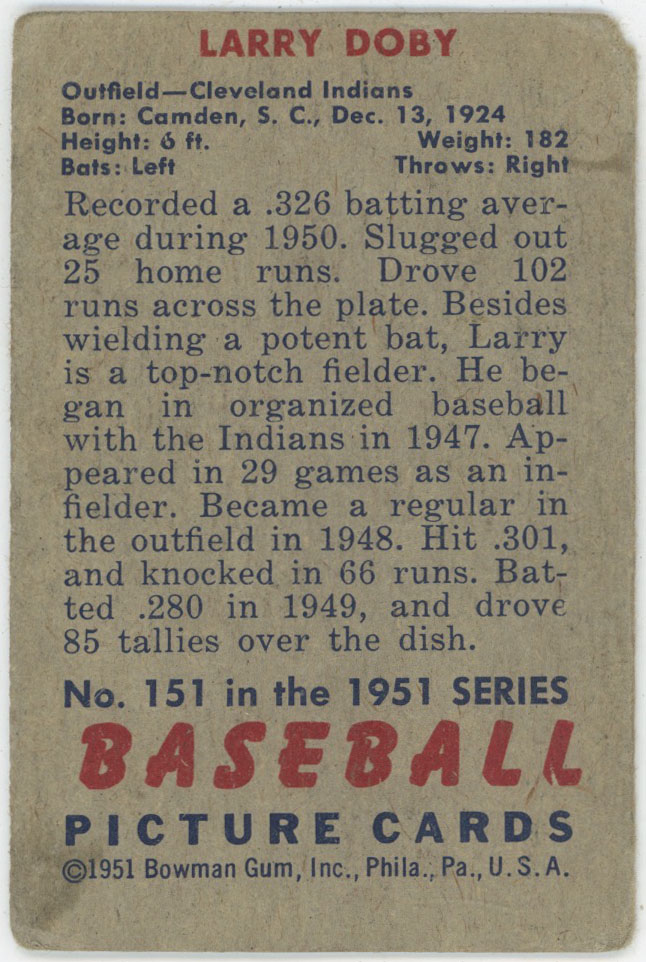 LARRY DOBY
Outfield—Cleveland Indians
Born: Camden, S. C., Dec. 13, 1924
Height: 6 ft. Weight: 182
Bats: Left Throws: Right
Recorded a .326 batting aver-
age during 1950. Slugged out
25 home runs. Drove 102
runs across the plate. Besides
wielding a potent bat, Larry
is a top-notch fielder. He be-
gan in organized baseball
with the Indians in 1947. Ap-
peared in 29 games as an in-
fielder. Became a regular in
the outfield in 1948. Hit .301,
and knocked in 66 runs. Bat-
ted .280 in 1949, and drove
85 tallies over the dish.
No. 151 in the 1951 SERIES
BASEBALL
PICTURE CARDS
©1951 Bowman Gum, Inc., Phila., Pa., U. S. A.